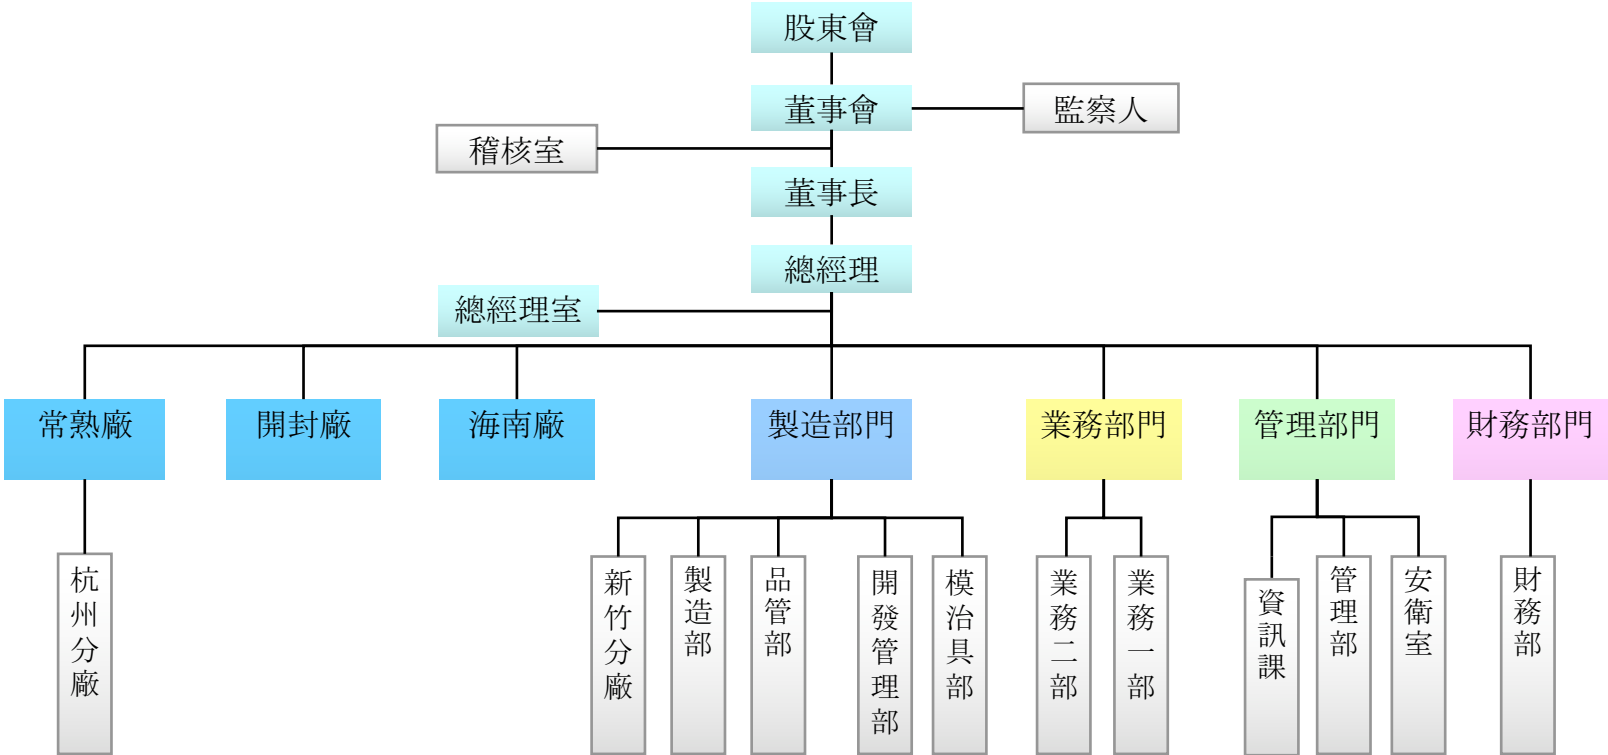 股東會
董事會
監察人
稽核室
董事長
總經理
總經理室
常熟廠
開封廠
海南廠
製造部門
業務部門
管理部門
財務部門
杭州分廠
新竹分廠
製造部
品管部
開發管理部
模治具部
業務二部
業務一部
資訊課
管理部
安衛室
財務部